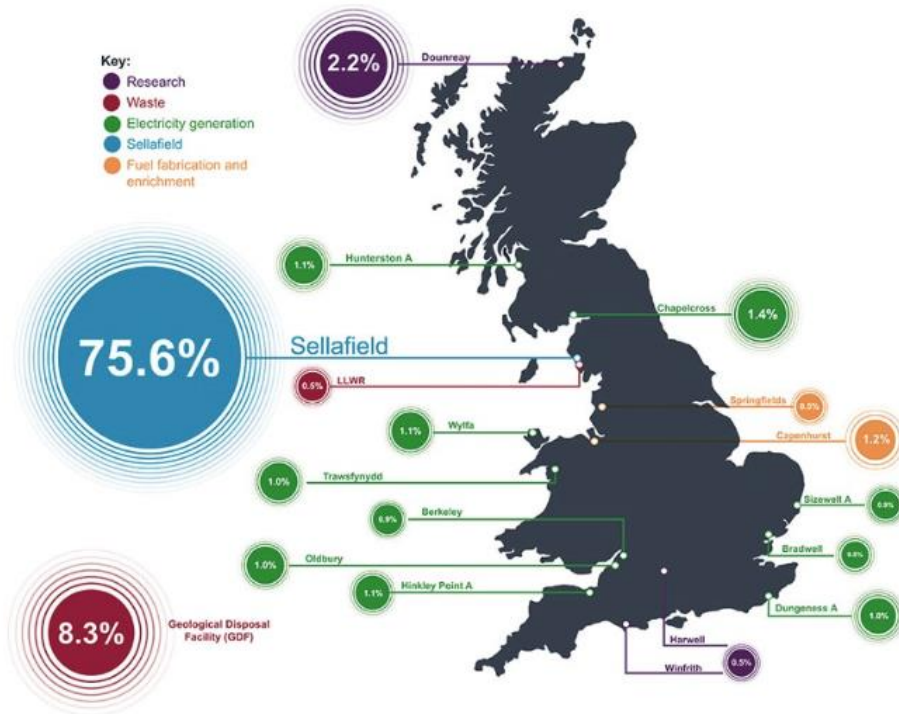 Key:
Research
Waste
Electricity generation
Sellafield
Fuel fabrication and
enrichment
2.2%
Dounreay
1.1%
Hunterston A
Chapelcross
1.4%
75.6%
Sellafield
0.5%
LLWR
Springfields
1.1%
Wylfa
Capenhurst
1.2%
1.0%
Trawsfynydd
Sizewell A
0.9%
Berkeley
Bradwell
1.0%
Oldbury
1.1%
Hinkley Point A
Dungeness A
1.0%
8.3%
Geological Disposal
Facility (GDF)
Harwell
Winfrith
0.5%